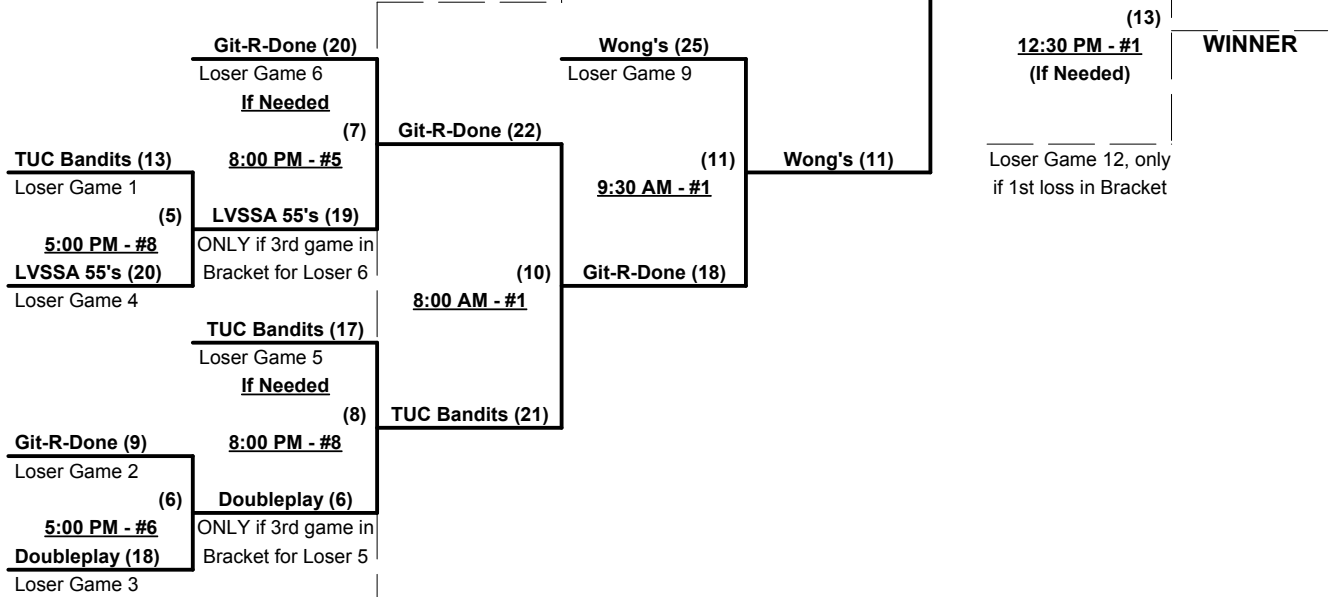 (13)
Git-R-Done (20)
Wong's (25)
12:30 PM - #1
WINNER
Loser Game 6
Loser Game 9
(If Needed)
If Needed
(7)
Git-R-Done (22)
TUC Bandits (13)
8:00 PM - #5
(11)
Wong's (11)
Loser Game 12, only
Loser Game 1
9:30 AM - #1
if 1st loss in Bracket
(5)
LVSSA 55's (19)
5:00 PM - #8
ONLY if 3rd game in
LVSSA 55's (20)
Bracket for Loser 6
(10)
Git-R-Done (18)
Loser Game 4
8:00 AM - #1
TUC Bandits (17)
Loser Game 5
If Needed
(8)
TUC Bandits (21)
Git-R-Done (9)
8:00 PM - #8
Loser Game 2
(6)
Doubleplay (6)
5:00 PM - #6
ONLY if 3rd game in
Doubleplay (18)
Bracket for Loser 5
Loser Game 3